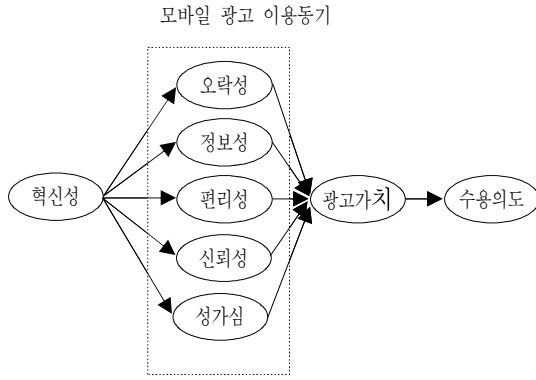 모바일 광고 이용동기
오락성
정보성
혁신성
편리성
광고가치
수용의도
신뢰성
성가심